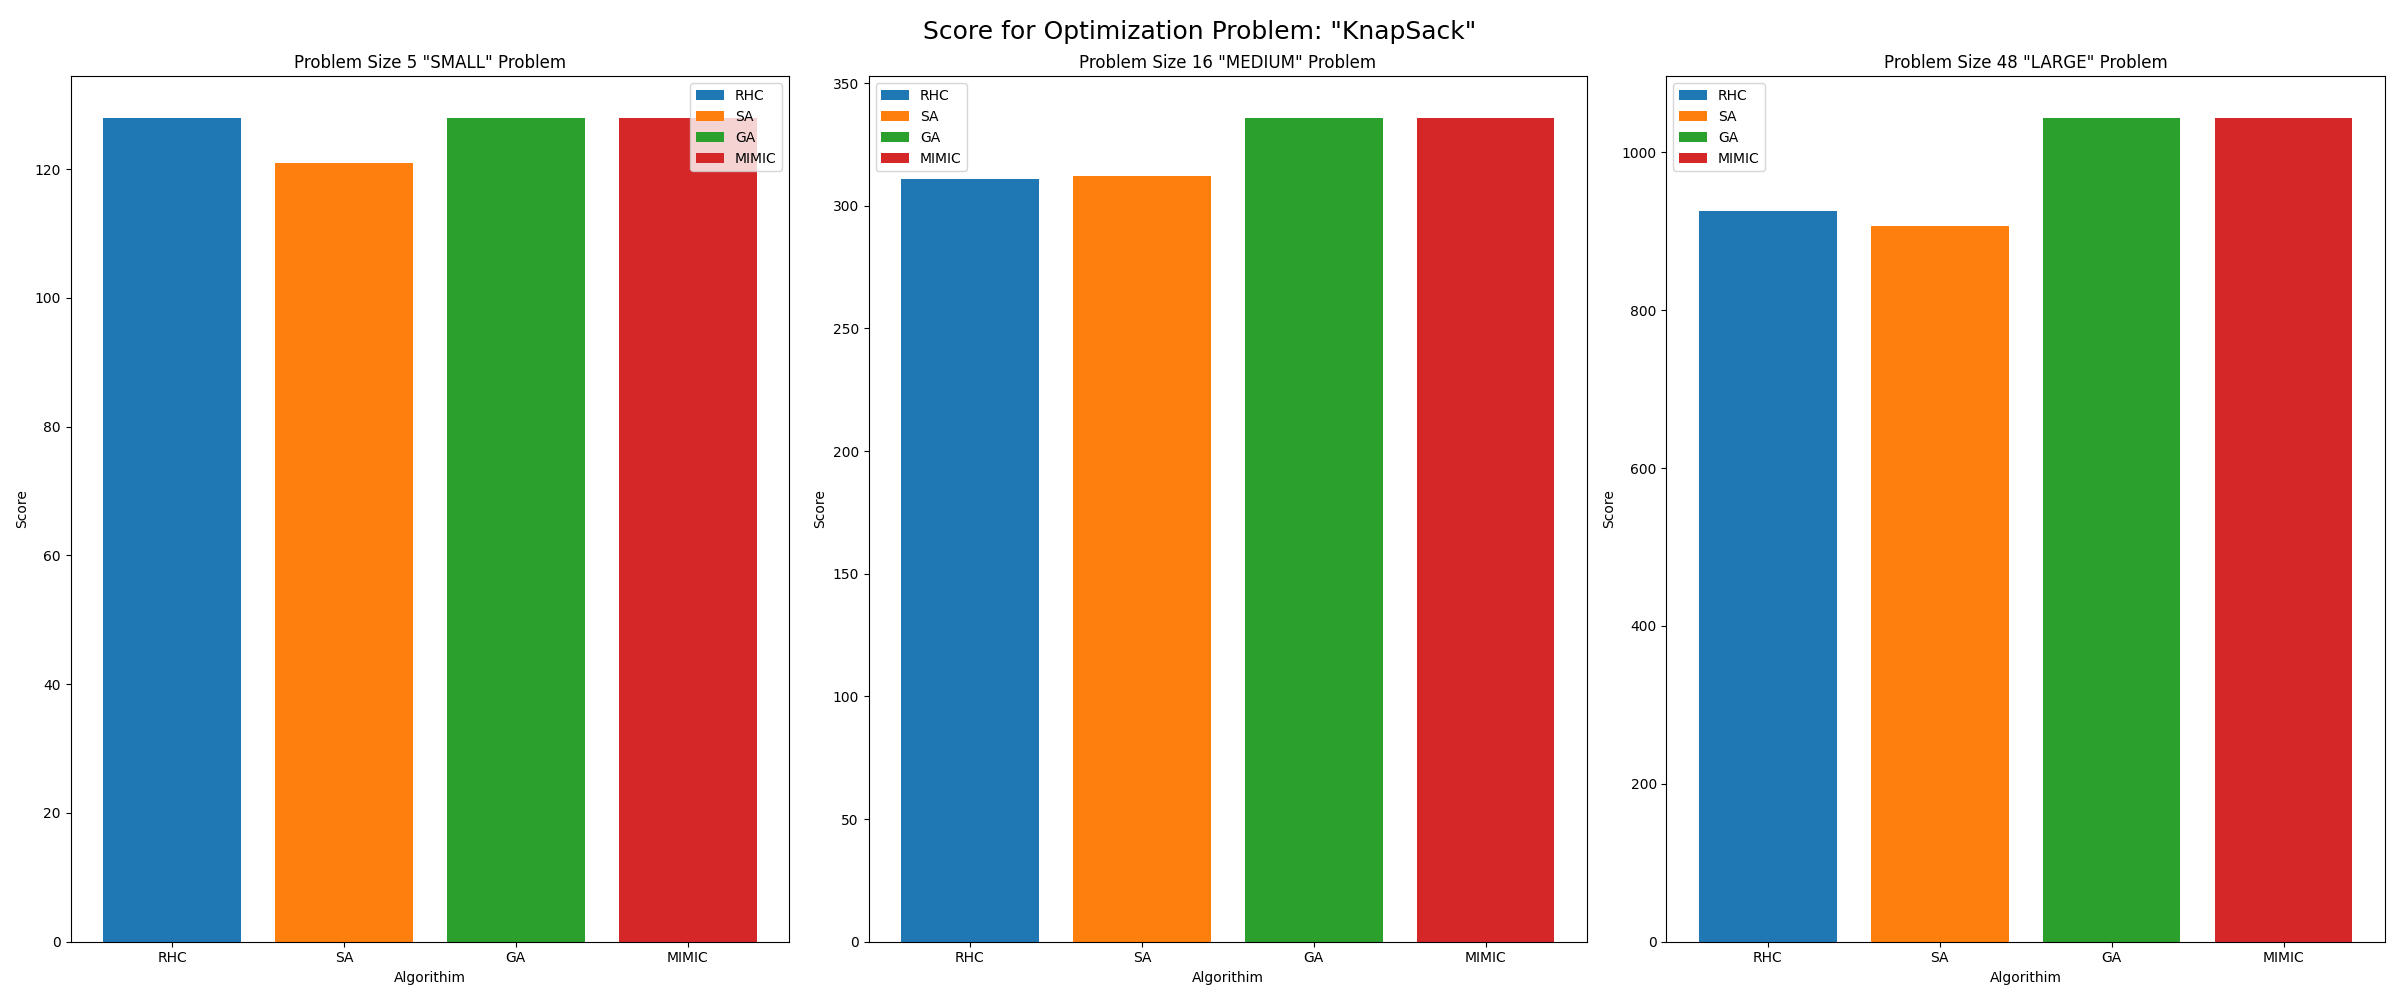 Score for Optimization Problem: "KnapSack"
Problem Size 5 "SMALL" Problem
RHC
SA
GA
MIMIC
120
100
80
60
40
20
0
Score
RHC SA GA MIMIC
Algorithim
Problem Size 16 "MEDIUM" Problem
RHC
SA
GA
MIMIC
350
300
250
200
150
100
50
0
Score
RHC SA GA MIMIC
Algorithim
Problem Size 48 "LARGE" Problem
RHC
SA
GA
MIMIC
1000
800
600
400
200
0
Score
RHC SA GA MIMIC
Algorithim